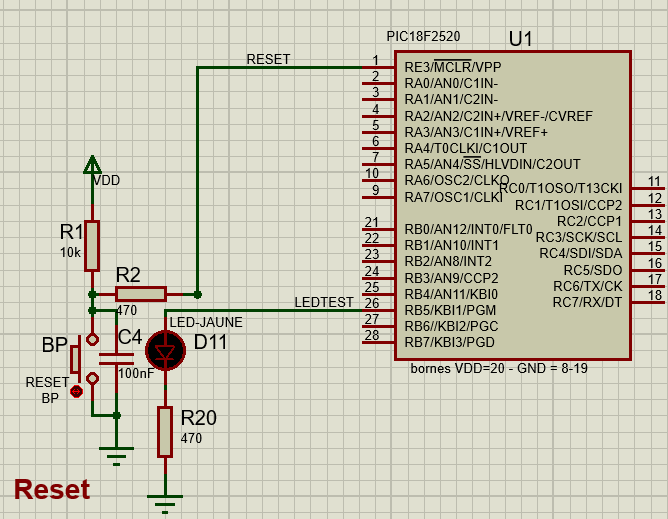 PIC18F2520
U1
RESET
1
RE3/MCLR/VPP
2
RA0/AN0/C1IN-
3
RA1/AN1/C2IN-
4
RA2/AN2/C2IN+/VREF-/CVREF
5
RA3/AN3/C1IN+/VREF+
6
RA4/T0CLKI/C1OUT
7
RA5/AN4/SS/HLVDIN/C2OUT
10
RA6/OSC2/CLKO
9
RA7/OSC1/CLKI
RC0/T1OSO/T13CKI
11
RC1/T1OSI/CCP2
12
RC2/CCP1
13
RC3/SCK/SCL
14
RC4/SDI/SDA
15
RC5/SDO
16
RC6/TX/CK
17
RC7/RX/DT
18
21
RB0/AN12/INT0/FLT0
22
RB1/AN10/INT1
23
RB2/AN8/INT2
24
RB3/AN9/CCP2
25
RB4/AN11/KBI0
26
RB5/KBI1/PGM
27
RB6//KBI2/PGC
28
RB7/KBI3/PGD
bornes VDD=20 - GND = 8-19
VDD
R1
10k
R2
470
LEDTEST
LED-JAUNE
D11
C4
100nF
BP
RESET
BP
R20
470
Reset